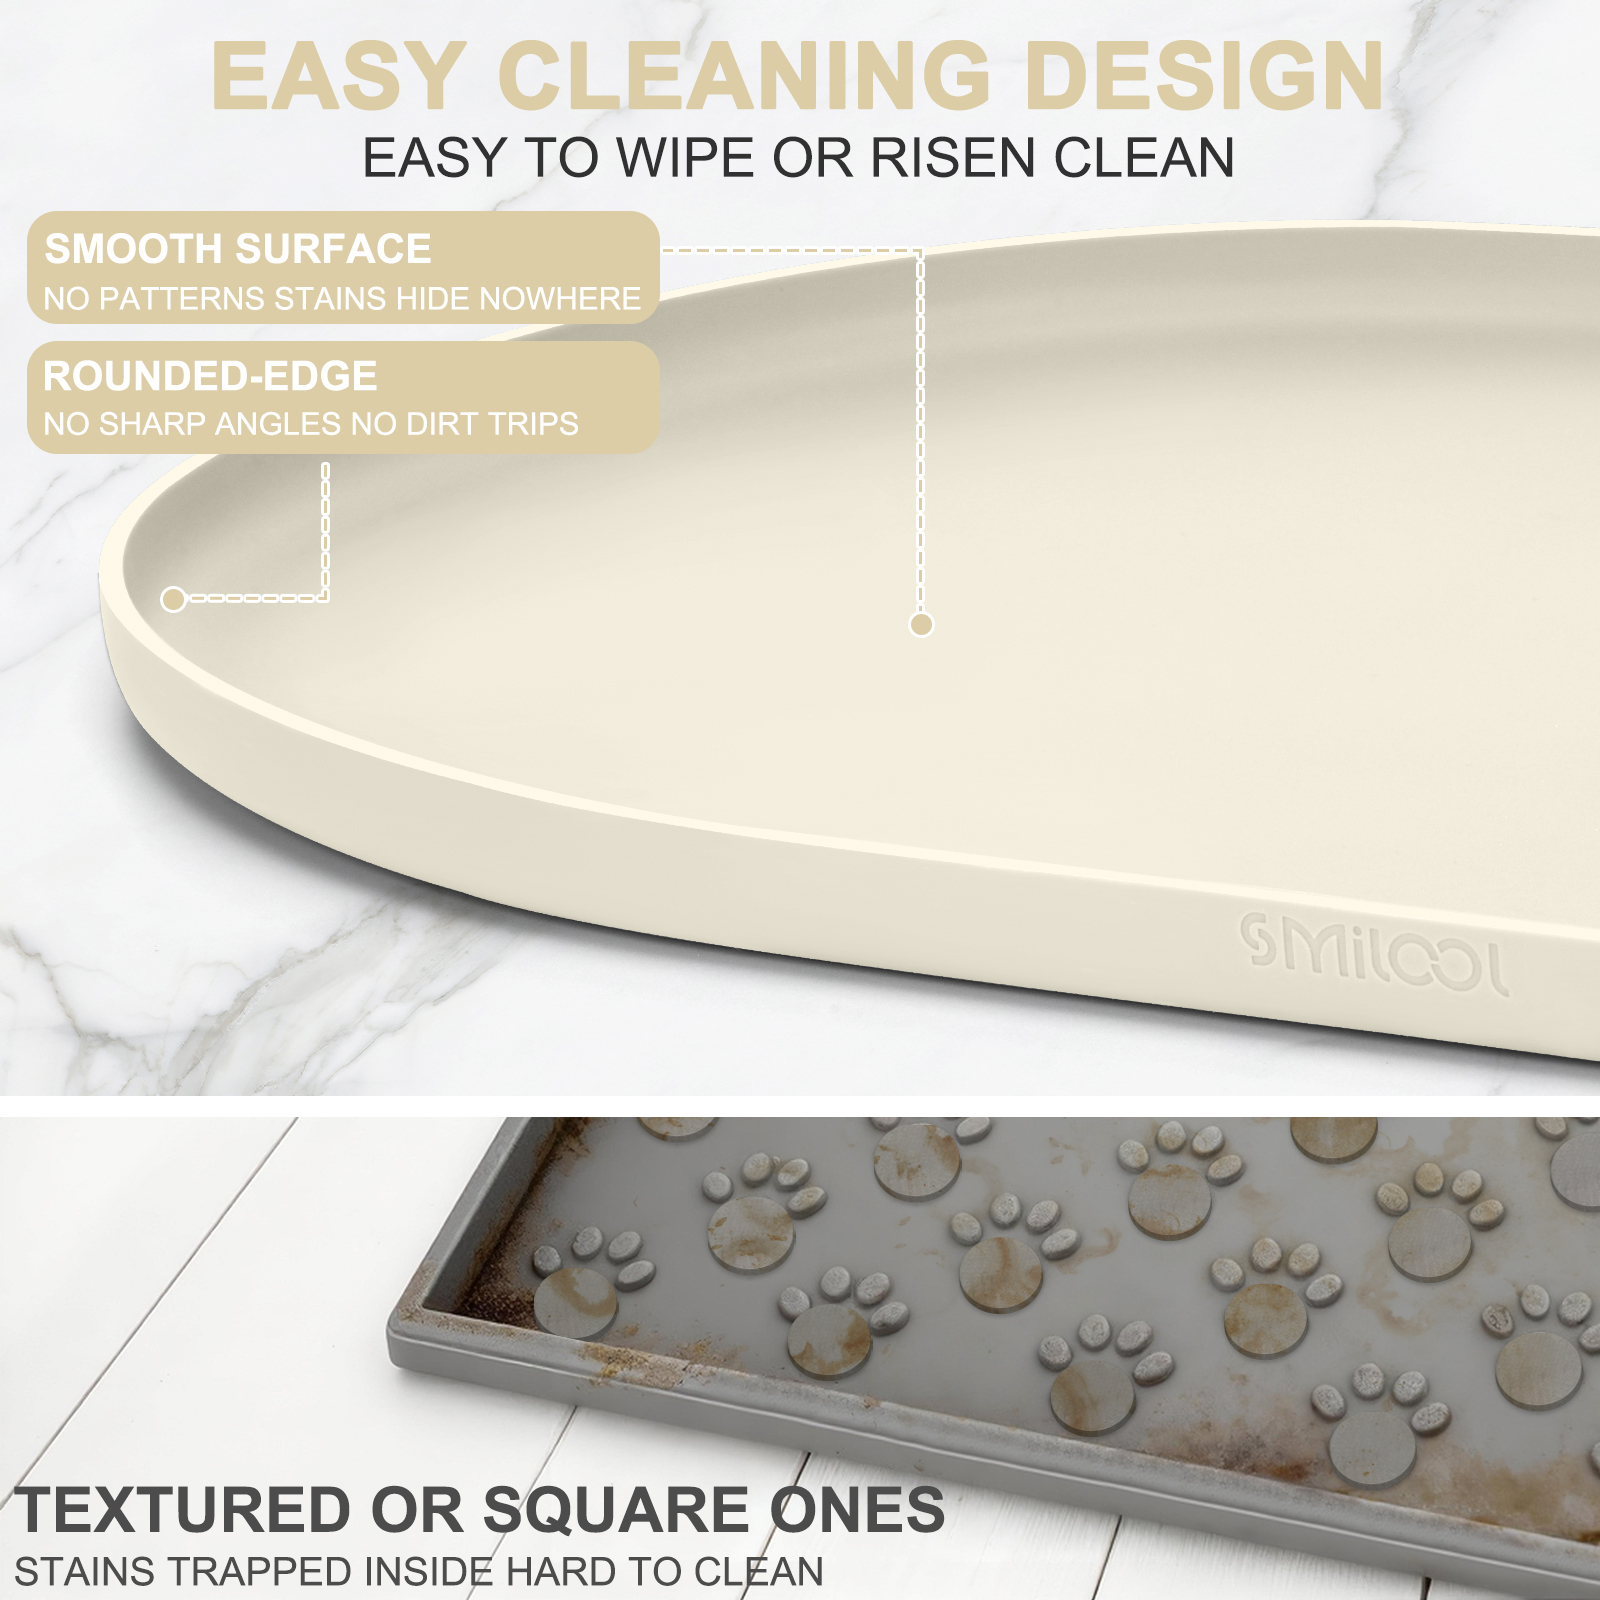 EASY CLEANING DESIGN
EASY TO WIPE OR RISEN CLEAN
SMOOTH SURFACE
NO PATTERNS STAINS HIDE NOWHERE
ROUNDED-EDGE
NO SHARP ANGLES NO DIRT TRIPS
SMilOOl
TEXTURED OR SQUARE ONES
STAINS TRAPPED INSIDE HARD TO CLEAN